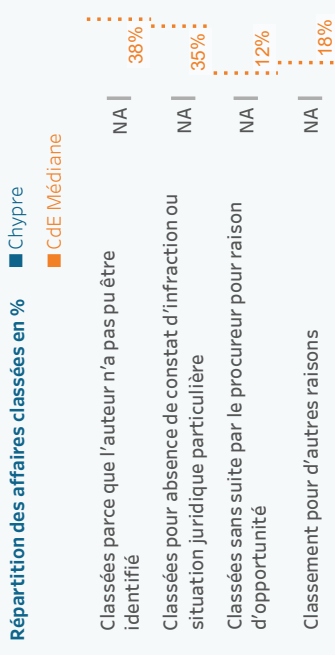 Répartition des affaires classées en %
Chypre
CdE Médiane
Classées parce que l'auteur n'a pas pu être
identifié
NA
38%
Classées pour absence de constat d'infraction ou
situation juridique particulière
NA
35%
Classées sans suite par le procureur pour raison
d'opportunité
NA
12%
Classement pour d'autres raisons
NA
18%